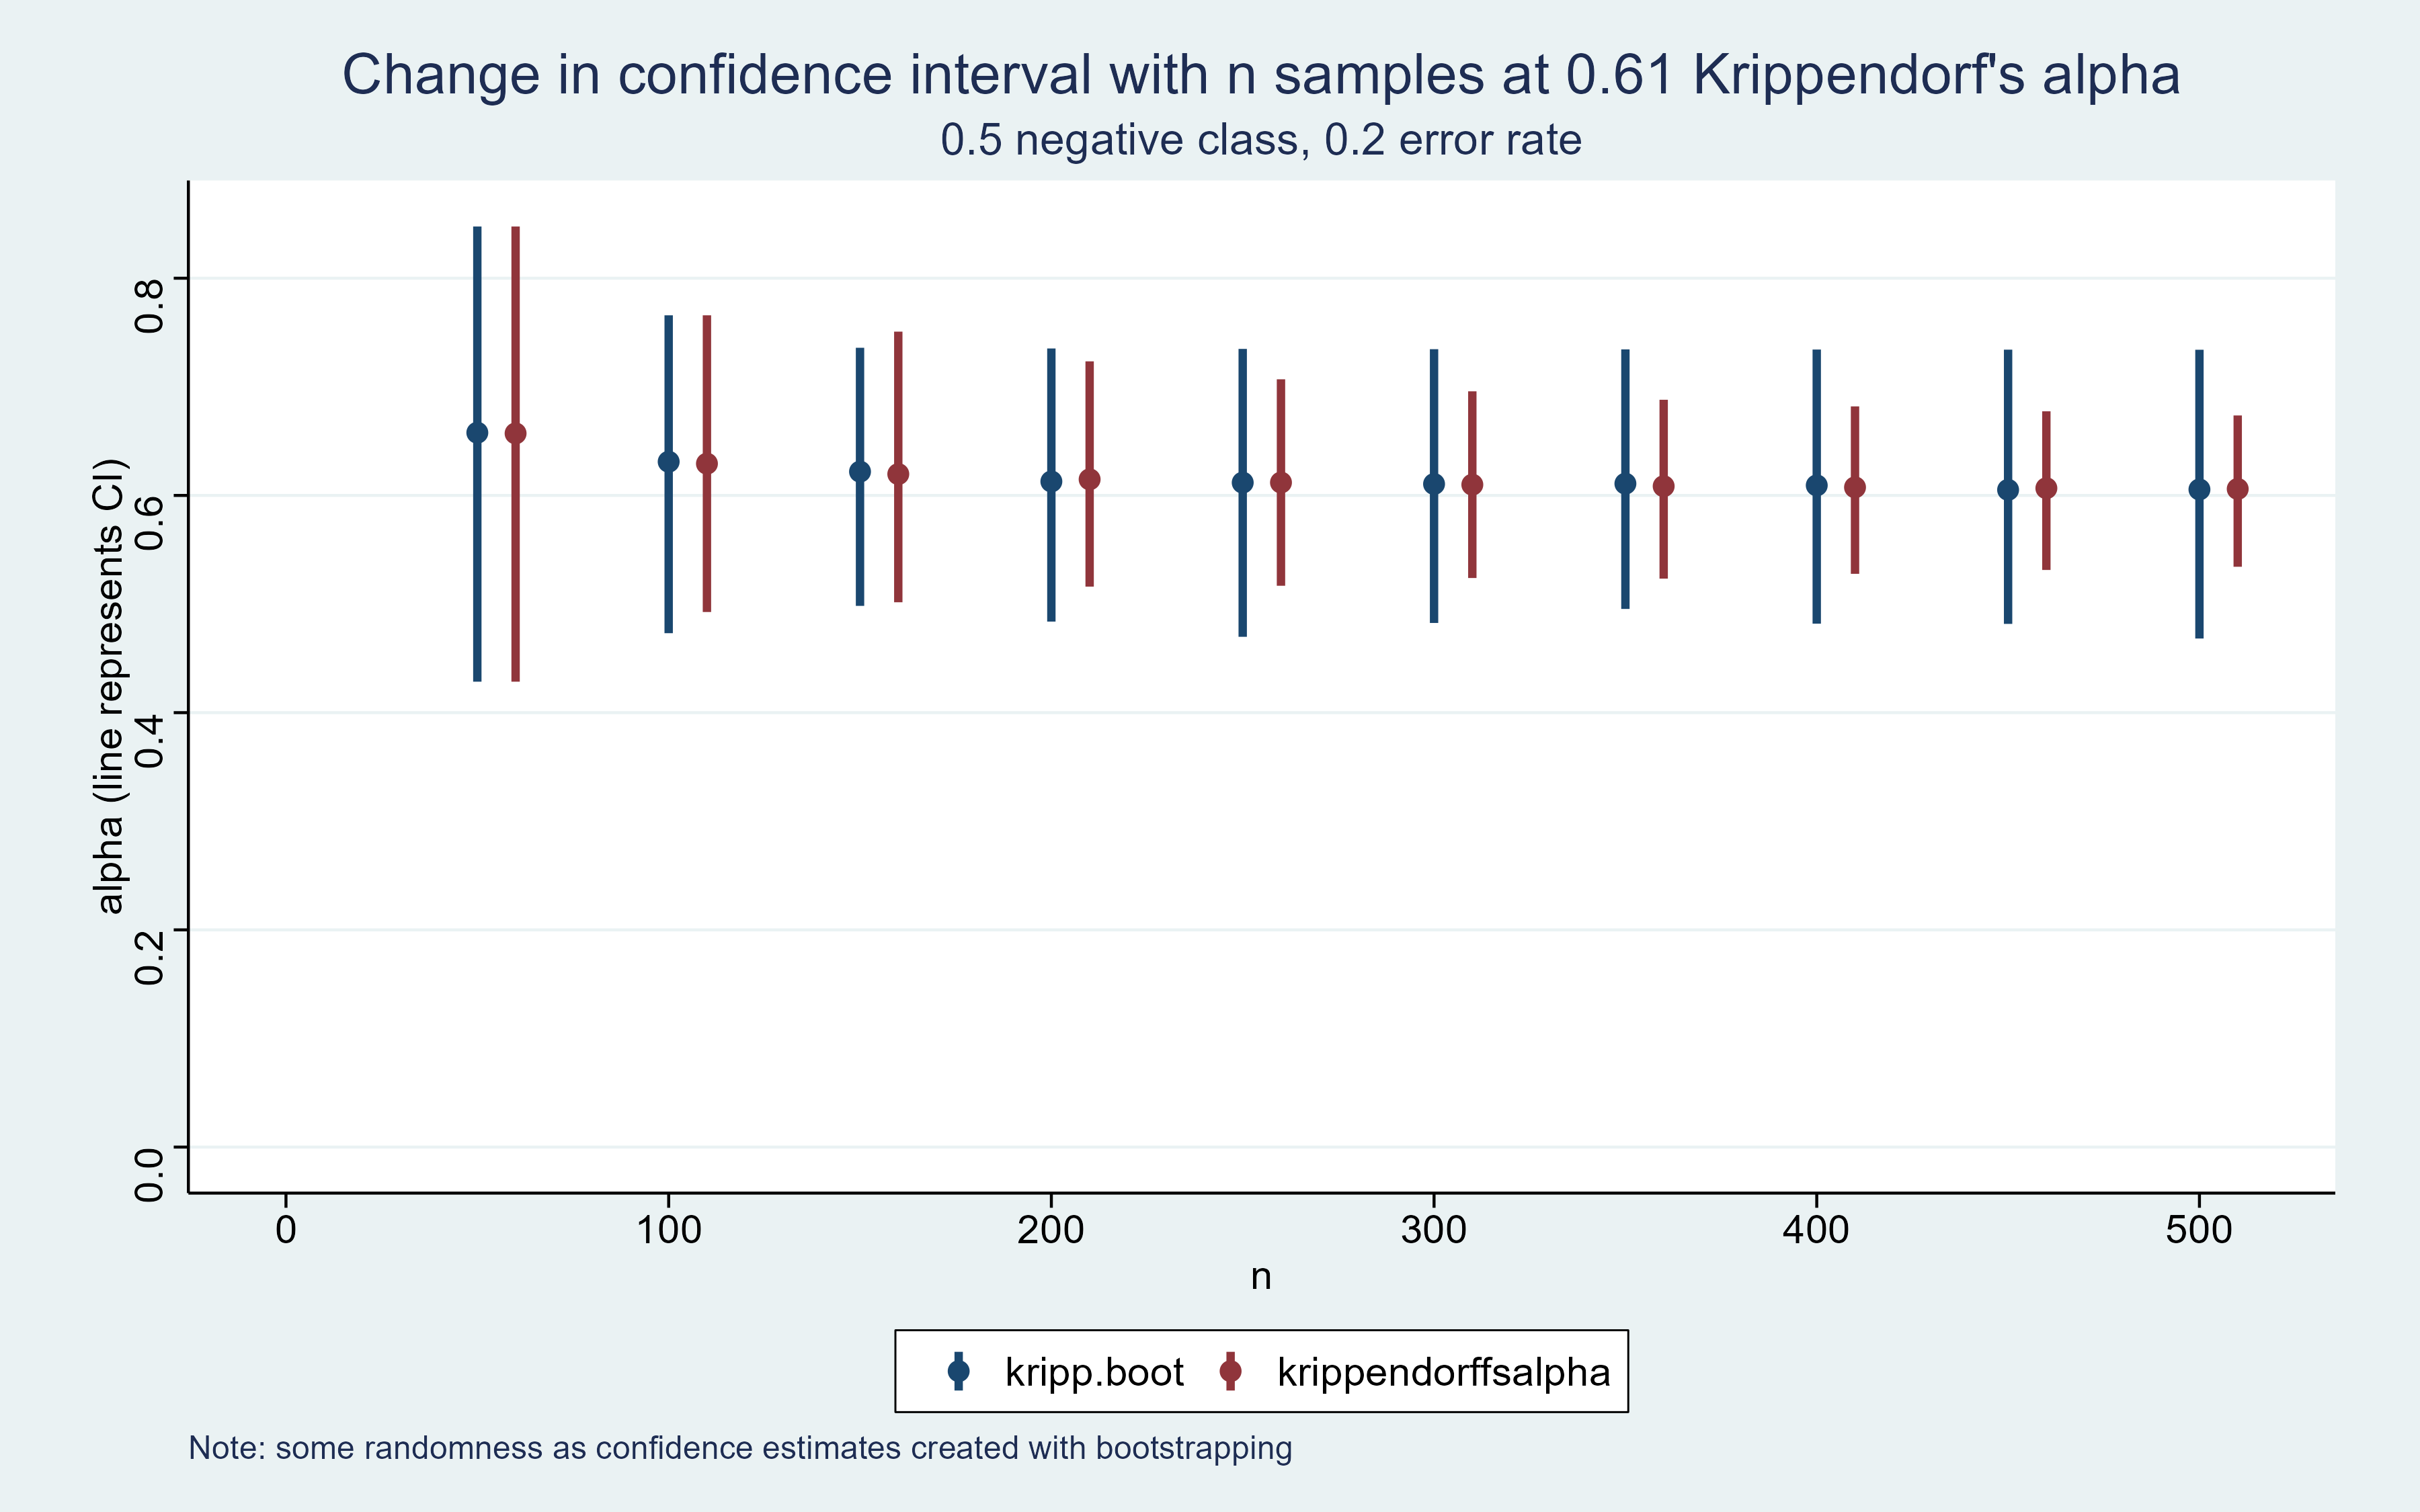 Change in confidence interval with n samples at 0.61 Krippendorf's alpha
0.5 negative class, 0.2 error rate
alpha (line represents CI)
0.8
0.6
0.4
0.2
0.0
0 100 200 300 400 500
n
kripp.boot krippendorffsalpha
Note: some randomness as confidence estimates created with bootstrapping